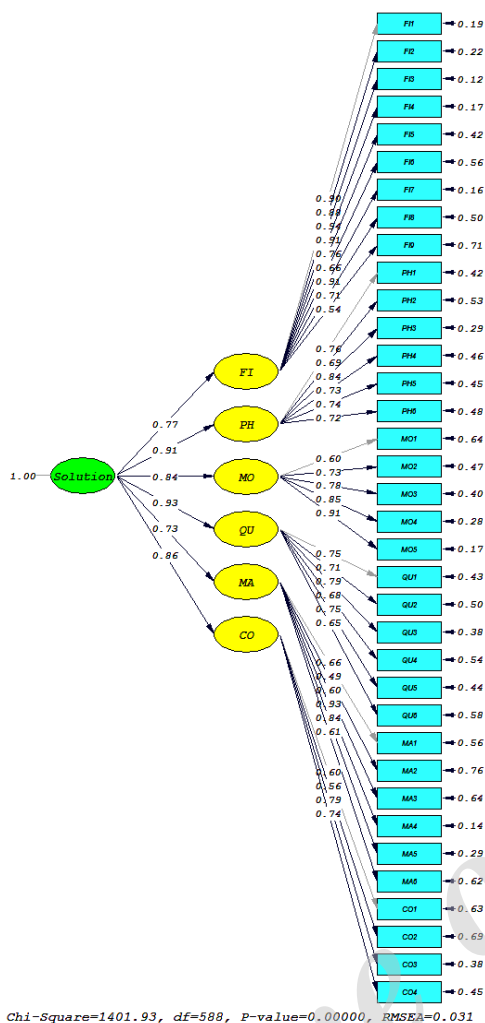 FI1 0.19
FI2 0.22
FI3 0.12
FI4 0.17
FI5 0.42
FI6 0.56
FI7 0.16
FI8 0.50
FI9 0.71
PH1 0.42
PH2 0.53
PH3 0.29
PH4 0.46
PH5 0.45
PH6 0.48
MO1 0.64
MO2 0.47
MO3 0.40
MO4 0.28
MO5 0.17
QU1 0.43
QU2 0.50
QU3 0.38
QU4 0.54
QU5 0.44
QU6 0.58
MA1 0.56
MA2 0.76
MA3 0.64
MA4 0.14
MA5 0.29
MA6 0.62
CO1 0.63
CO2 0.69
CO3 0.38
CO4 0.45
0.90
0.88
0.94
0.91
0.76
0.66
0.91
0.71
0.54
0.76
0.69
0.84
0.73
0.74
0.72
0.60
0.73
0.78
0.85
0.91
0.75
0.71
0.79
0.68
0.75
0.65
0.66
0.49
0.60
0.93
0.84
0.61
0.60
0.56
0.79
0.74
FI
PH
MO
QU
MA
CO
0.77
0.91
0.84
0.93
0.73
0.86
1.00 Solution
Chi-Square=1401.93, df=588, P-value=0.00000, RMSEA=0.031